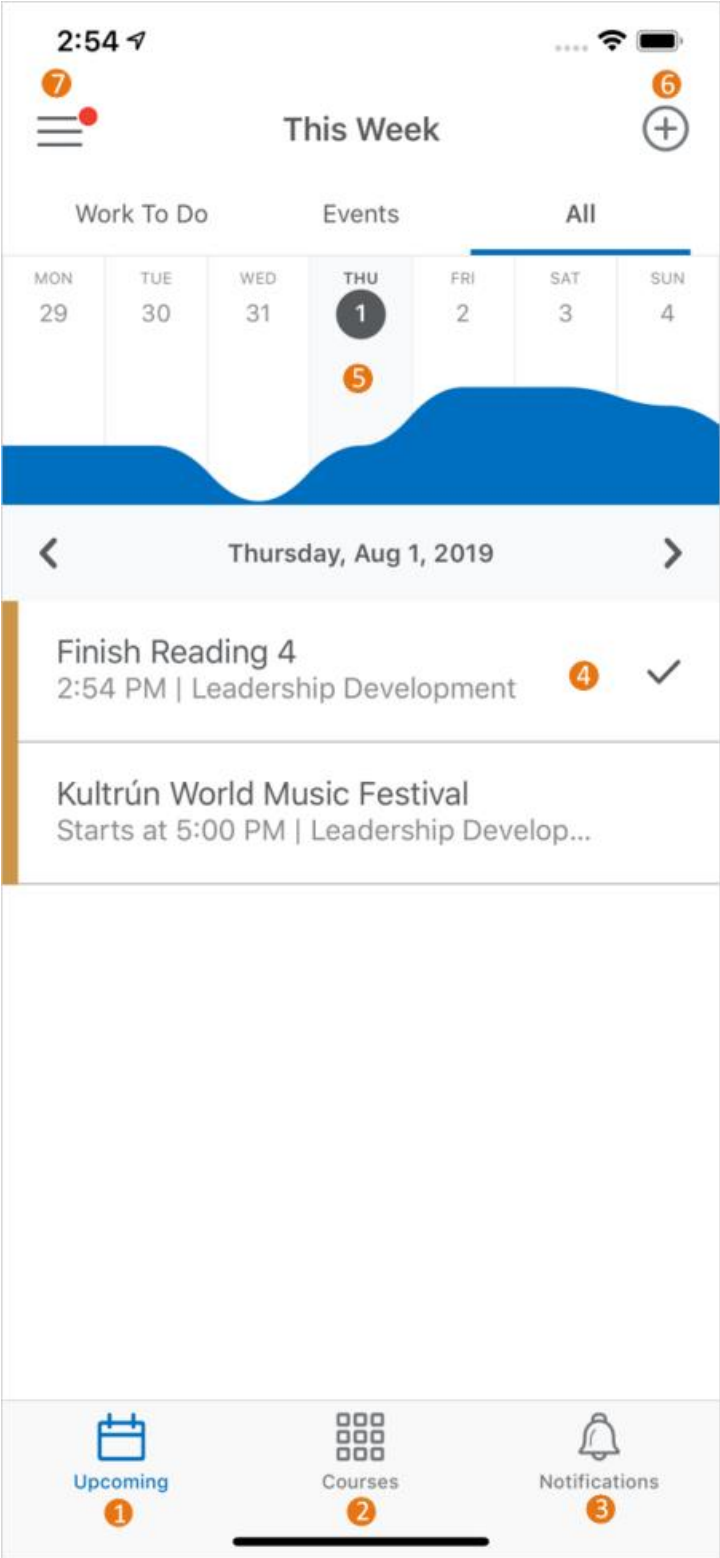 2:54
7
6
This Week
Work To Do Events All
MON TUE WED THU FRI SAT SUN
29 30 31 1 2 3 4
5
Thursday, Aug 1, 2019
Finish Reading 4
2:54 PM | Leadership Development
4
Kultrún World Music Festival
Starts at 5:00 PM | Leadership Develop...
Upcoming Courses Notifications
1 2 3